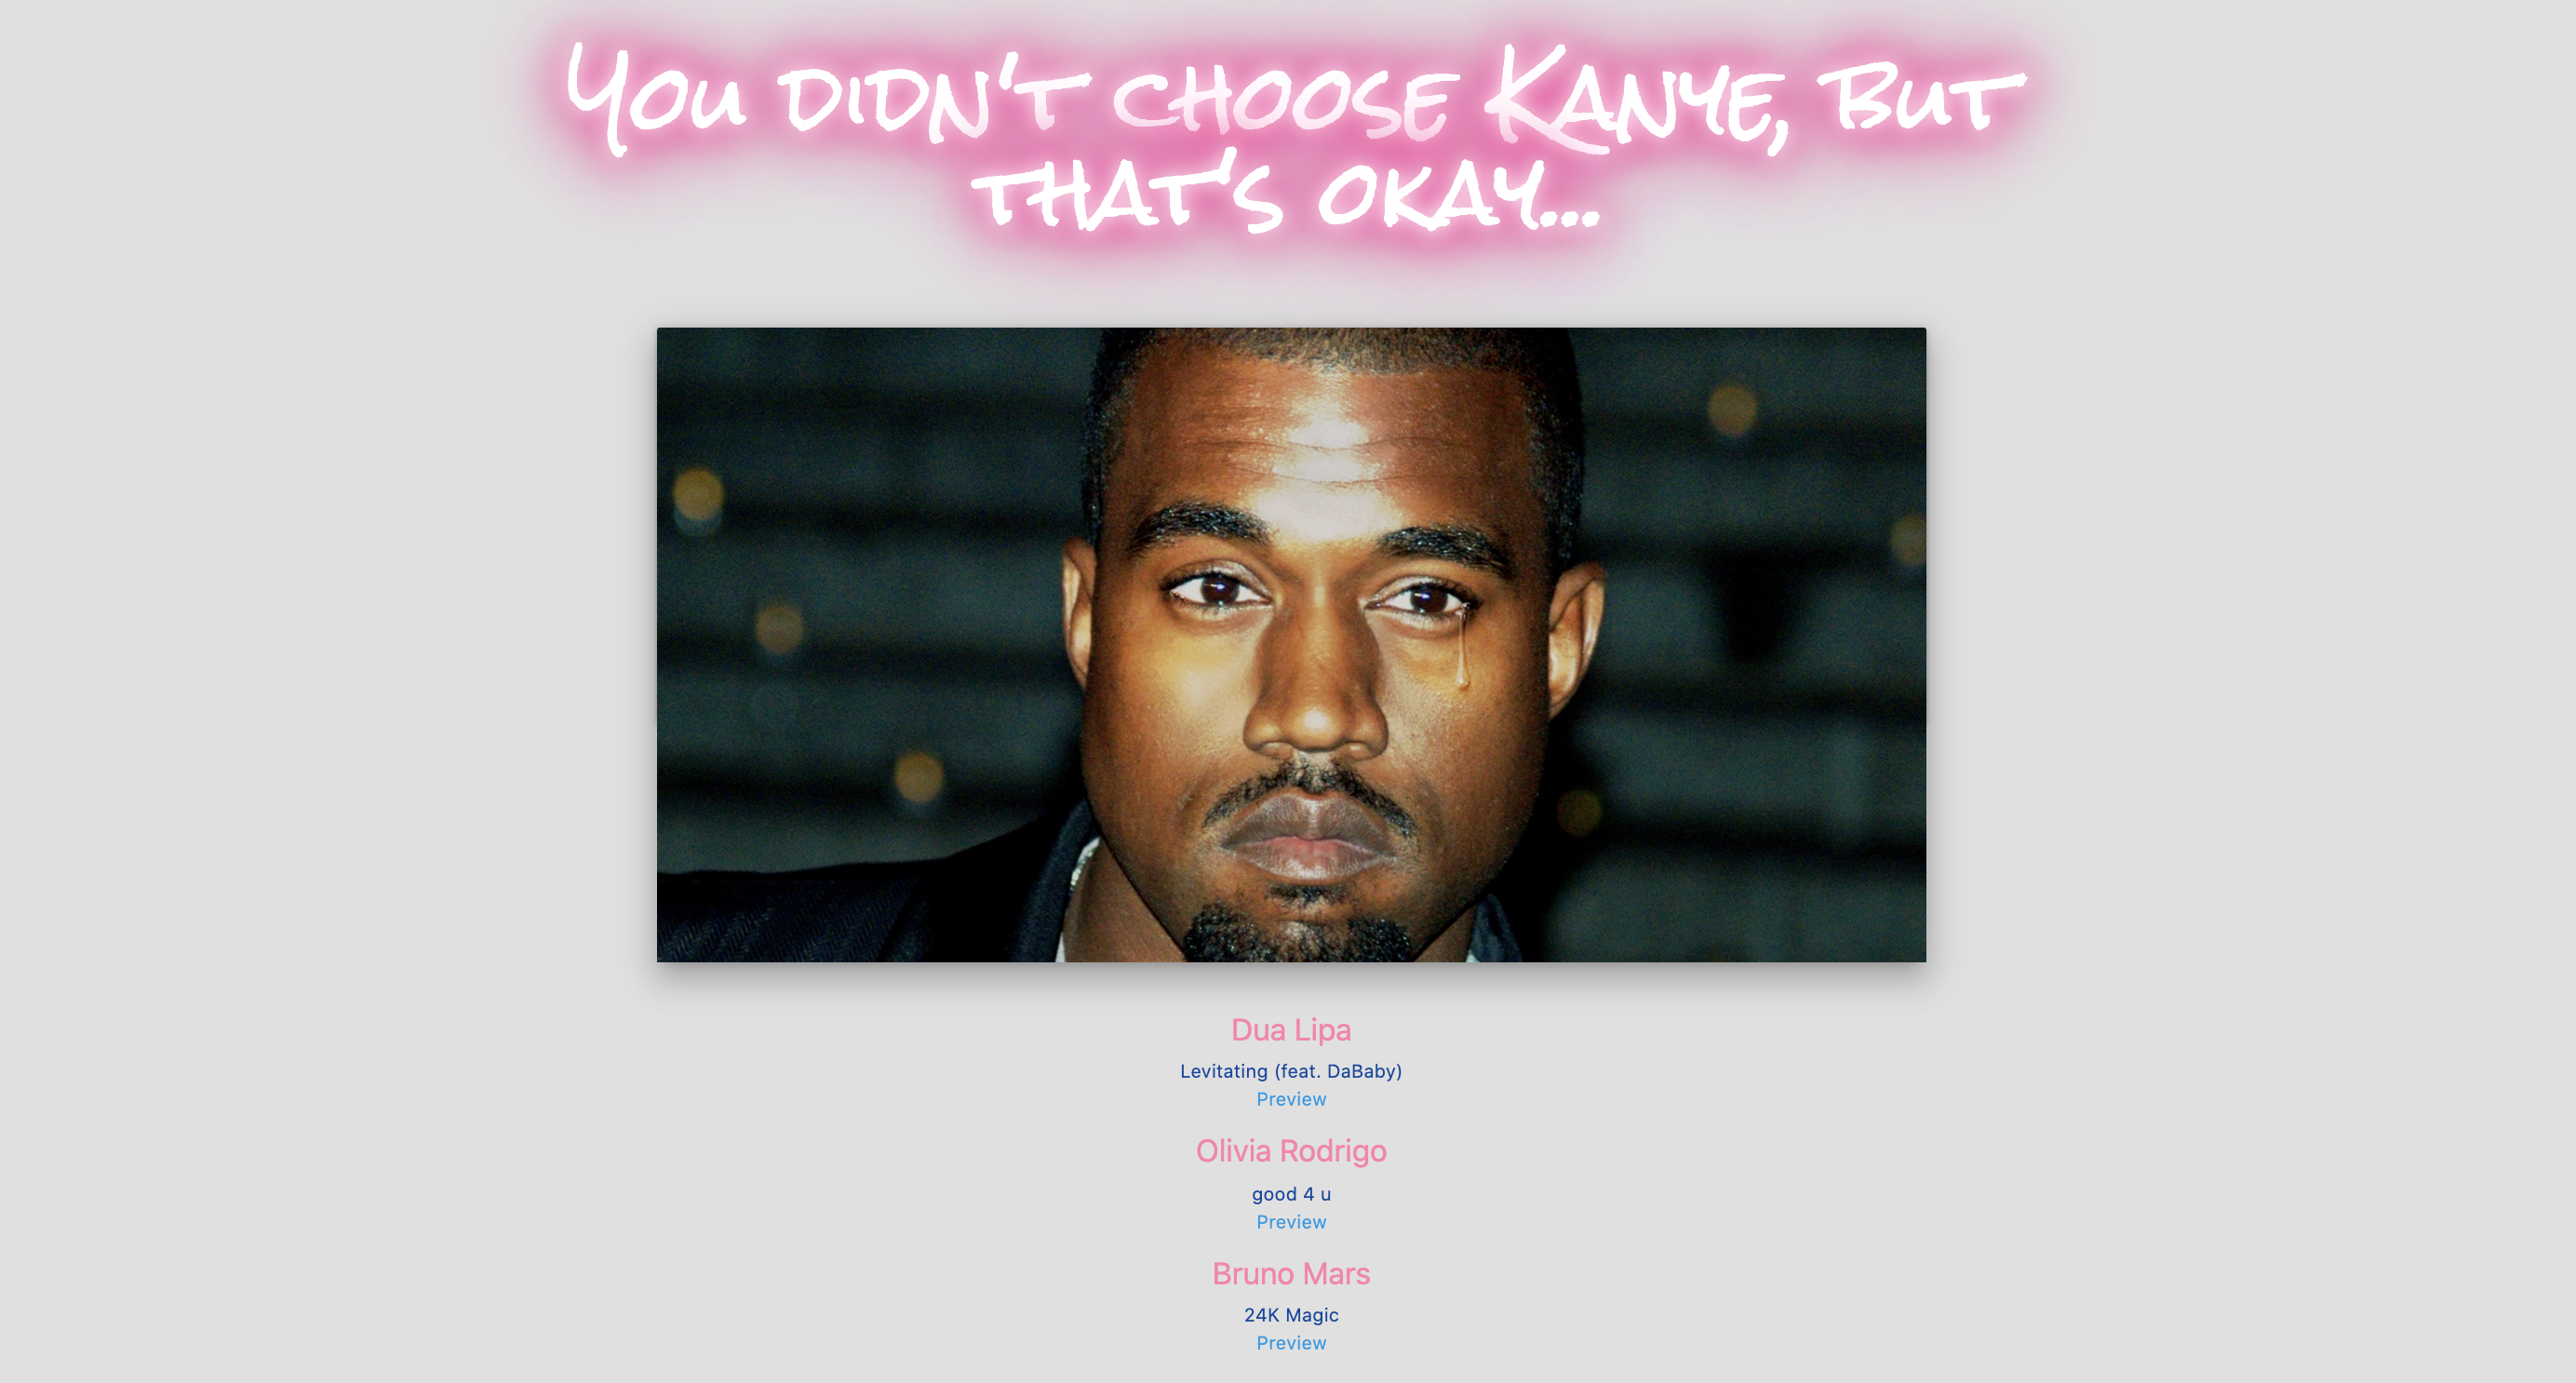 You didn't choose Kanye, but
that's okay...
Dua Lipa
Levitating (feat. DaBaby)
Preview
Olivia Rodrigo
good 4 u
Preview
Bruno Mars
24K Magic
Preview